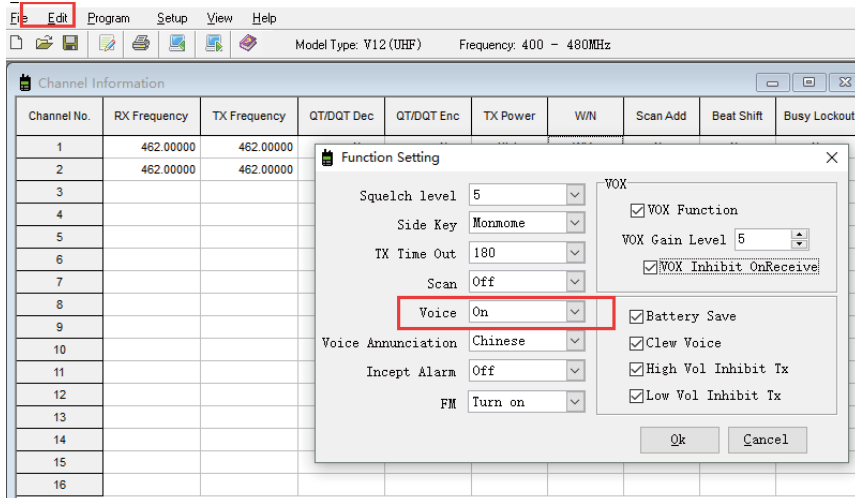 File Edit Program Setup View Help
Model Type: V12(UHF) Frequency: 400 - 480MHz
Channel Information
Channel No. RX Frequency TX Frequency QT/DQT Dec QT/DQT Enc TX Power W/N Scan Add Beat Shift Busy Lockout
1 462.00000 462.00000
2 462.00000 462.00000
3
4
5
6
7
8
9
10
11
12
13
14
15
16
Function Setting
Squelch level 5
Side Key Monmome
TX Time Out 180
Scan Off
Voice On
Voice Annunciation Chinese
Incept Alarm Off
FM Turn on
VOX
VOX Function
VOX Gain Level 5
VOX Inhibit OnReceive
Battery Save
Clew Voice
High Vol Inhibit Tx
Low Vol Inhibit Tx
Ok Cancel